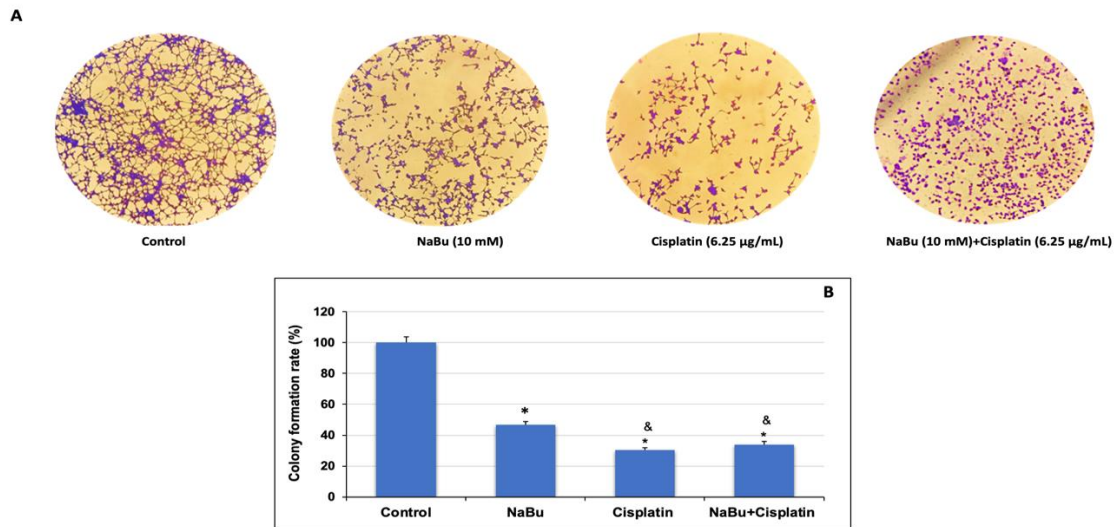 A
Control
NaBu (10 mM)
Cisplatin (6.25 µg/mL)
NaBu (10 mM)+Cisplatin (6.25 µg/mL)
B
Colony formation rate (%)
120
100
80
60
40
20
0
*
&
*
&
*
Control
NaBu
Cisplatin
NaBu+Cisplatin